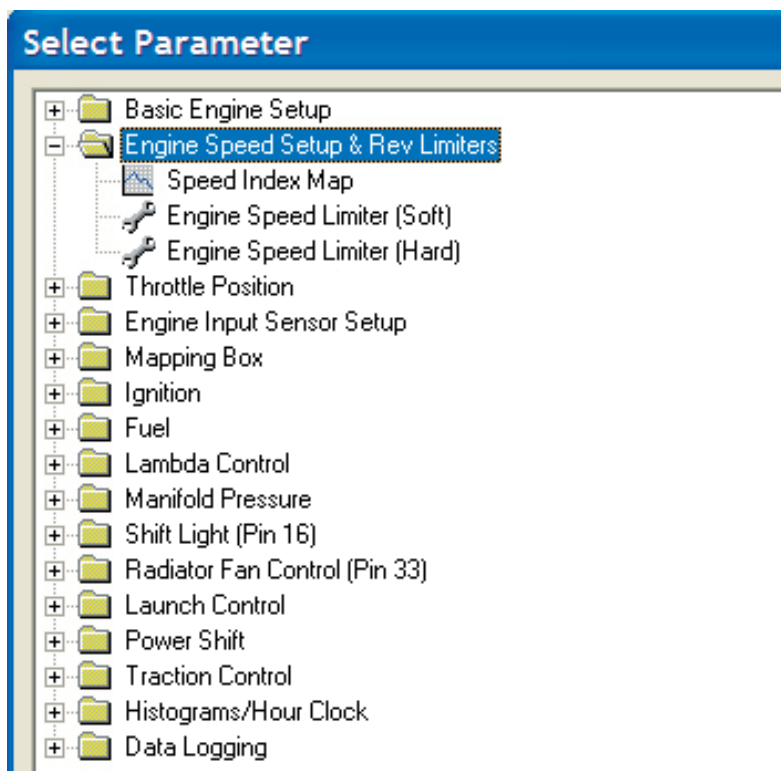 Select Parameter
Basic Engine Setup
Engine Speed Setup & Rev Limiters
Speed Index Map
Engine Speed Limiter (Soft)
Engine Speed Limiter (Hard)
Throttle Position
Engine Input Sensor Setup
Mapping Box
Ignition
Fuel
Lambda Control
Manifold Pressure
Shift Light (Pin 16)
Radiator Fan Control (Pin 33)
Launch Control
Power Shift
Traction Control
Histograms/Hour Clock
Data Logging